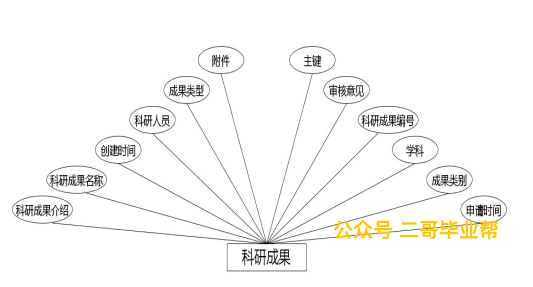 附件
主键
成果类型
审核意见
科研人员
科研成果编号
创建时间
学科
科研成果名称
成果类别
科研成果介绍
申请时间
公众号 二哥毕业帮
科研成果